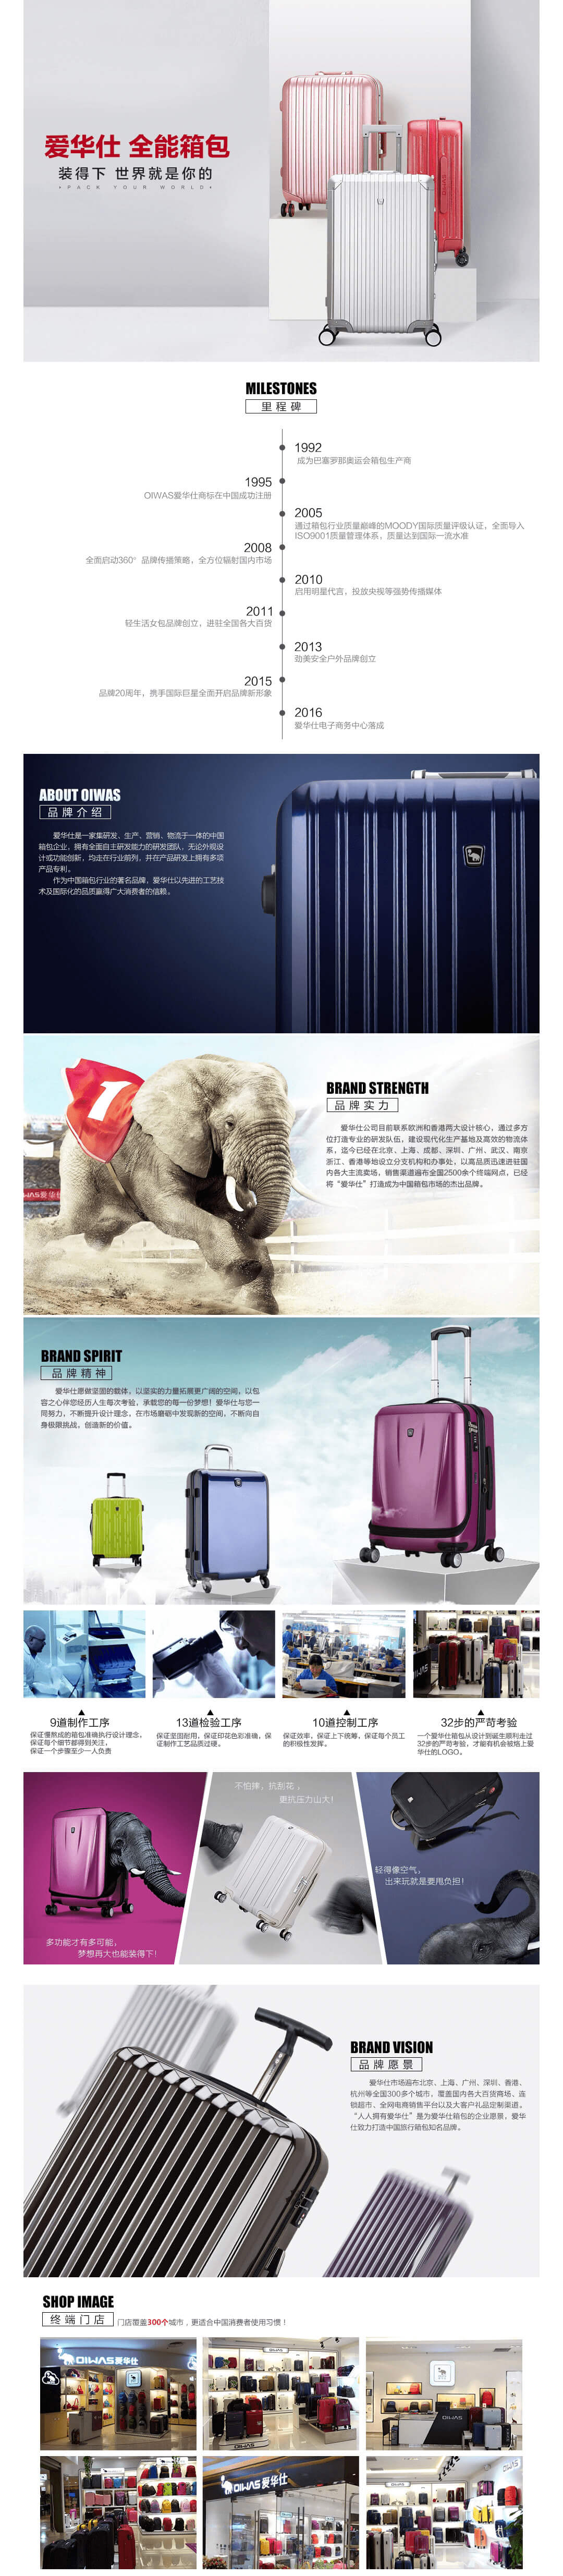 爱华仕 全能箱包
装得下 世界就是你的
• PACK YOUR WORLD •
MILESTONES
里程碑
1992
成为巴塞罗那奥运会箱包生产商
1995
OIWAS爱华仕商标在中国成功注册
2005
通过箱包行业质量巅峰的MOODY国际质量评级认证，全面导入
ISO9001质量管理体系，质量达到国际一流水准
2008
全面启动360°品牌传播策略，全方位辐射国内市场
2010
启用明星代言，投放央视等强势传播媒体
2011
轻生活女包品牌创立，进驻全国各大百货
2013
劲美安全户外品牌创立
2015
品牌20周年，携手国际巨星全面开启品牌新形象
2016
爱华仕电子商务中心落成
ABOUT OIWAS
品牌介绍
爱华仕是一家集研发、生产、营销、物流于一体的中国
箱包企业，拥有全面自主研发能力的研发团队，无论外观设
计或功能创新，均走在行业前列，并在产品研发上拥有多项
产品专利。
作为中国箱包行业的著名品牌，爱华仕以先进的工艺技
术及国际化的品质赢得广大消费者的信赖。
BRAND STRENGTH
品牌实力
爱华仕公司目前联系欧洲和香港两大设计核心，通过多方
位打造专业的研发队伍，建设现代化生产基地及高效的物流体
系，迄今已经在北京、上海、成都、深圳、广州、武汉、南京
浙江、香港等地设立分支机构和办事处，以高品质迅速进驻国
内各大主流卖场，销售渠道遍布全国2500余个终端网点，已经
将“爱华仕”打造成为中国箱包市场的杰出品牌。
WAS爱华仕
BRAND SPIRIT
品牌精神
爱华仕愿做坚固的载体，以坚实的力量拓展更广阔的空间，以包
容之心伴您经历人生每次考验，承载您的每一份梦想！爱华仕与您一
同努力，不断提升设计理念，在市场磨砺中发现新的空间，不断向自
身极限挑战，创造新的价值。
9道制作工序
保证慢熬成的箱包准确执行设计理念，
保证每个细节都得到关注，
保证一个步骤至少一人负责
13道检验工序
保证坚固耐用，保证印花色彩准确，保
证制作工艺品质过硬。
10道控制工序
保证效率，保证上下统筹，保证每个员工
的积极性发挥。
32步的严苛考验
一个爱华仕箱包从设计到诞生顺利走过
32步的严苛考验，才能有机会被烙上爱
华仕的LOGO。
多功能才有多可能，
梦想再大也能装得下！
不怕摔，抗刮花，
更抗压力山大！
轻得像空气，
出来玩就是要甩负担！
BRAND VISION
品牌愿景
爱华仕市场遍布北京、上海、广州、深圳、香港、
杭州等全国300多个城市，覆盖国内各大百货商场、连
锁超市、全网电商销售平台以及大客户礼品定制渠道。
“人人拥有爱华仕”是为爱华仕箱包的企业愿景，爱华
仕致力打造中国旅行箱包知名品牌。
SHOP IMAGE
终端门店 门店覆盖300个城市，更适合中国消费者使用习惯！
OIWAS爱华仕
OIWAS
OIWAS
OIWAS
OIWAS爱华仕
OIWAS